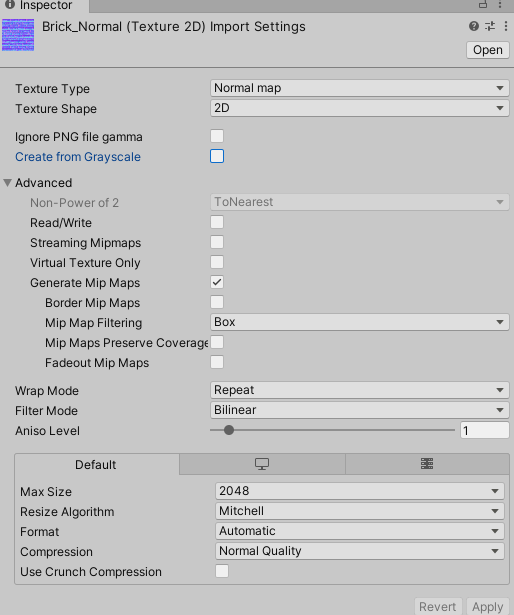 Inspector
Brick_Normal (Texture 2D) Import Settings
Open
Texture Type Normal map
Texture Shape 2D
Ignore PNG file gamma
Create from Grayscale
Advanced
Non-Power of 2 ToNearest
Read/Write
Streaming Mipmaps
Virtual Texture Only
Generate Mip Maps
Border Mip Maps
Mip Map Filtering Box
Mip Maps Preserve Coverage
Fadeout Mip Maps
Wrap Mode Repeat
Filter Mode Bilinear
Aniso Level 1
Default
Max Size 2048
Resize Algorithm Mitchell
Format Automatic
Compression Normal Quality
Use Crunch Compression
Revert Apply